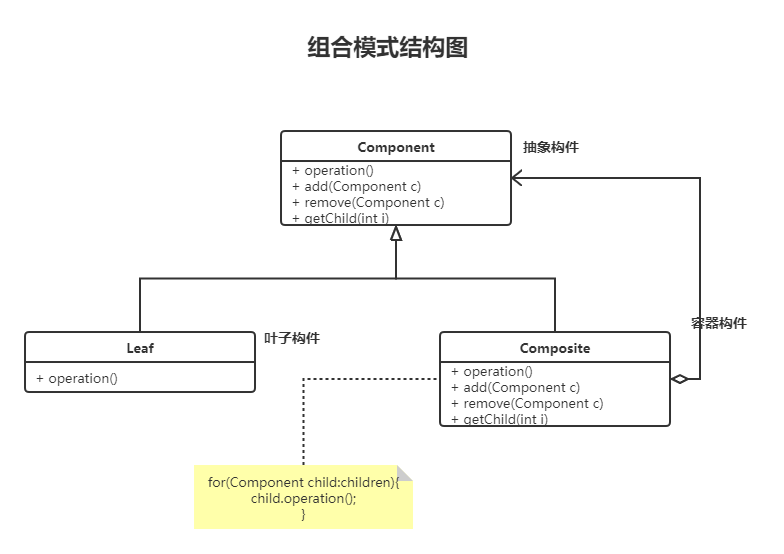 组合模式结构图
Component
抽象构件
+ operation()
+ add(Component c)
+ remove(Component c)
+ getChild(int i)
容器构件
叶子构件
Leaf
+ operation()
Composite
+ operation()
+ add(Component c)
+ remove(Component c)
+ getChild(int i)
for(Component child:children){
child.operation();
}